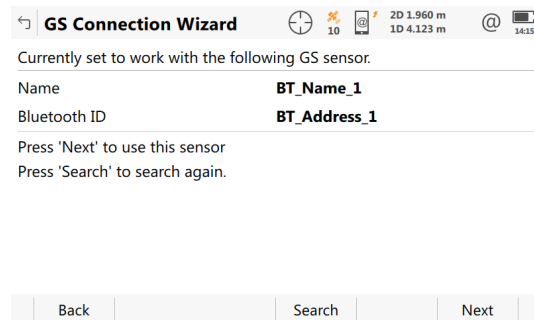 GS Connection Wizard
10
@
2D 1.960 m
1D 4.123 m
@
14:15
Currently set to work with the following GS sensor.
Name BT_Name_1
Bluetooth ID BT_Address_1
Press 'Next' to use this sensor
Press 'Search' to search again.
Back Search Next